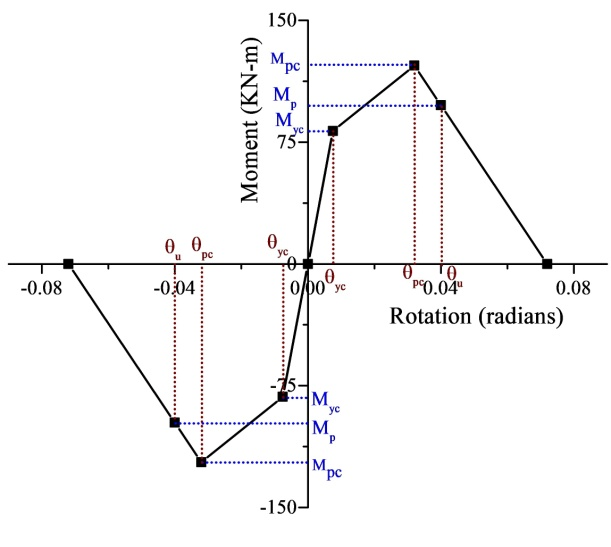 150
Moment (KN-m)
Mpc
Mp
Myc
75
θu θpc θyc
0
-0.08 -0.04 0.00 θyc θpc θu 0.04 0.08
Rotation (radians)
-75
Myc
Mp
Mpc
-150